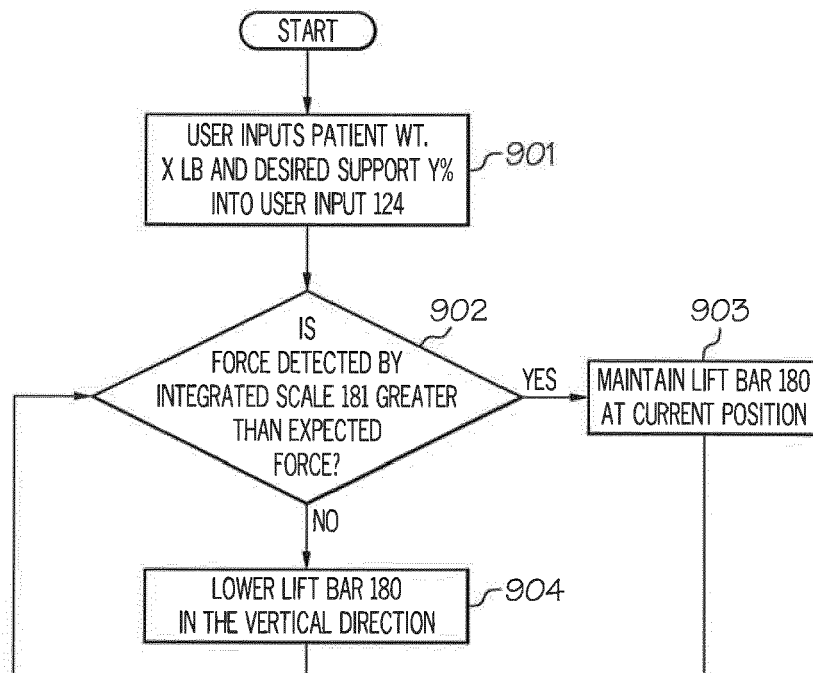 START
USER INPUTS PATIENT WT.
X LB AND DESIRED SUPPORT Y%
INTO USER INPUT 124
901
IS
FORCE DETECTED BY
INTEGRATED SCALE 181 GREATER
THAN EXPECTED
FORCE?
902
YES
903
MAINTAIN LIFT BAR 180
AT CURRENT POSITION
NO
LOWER LIFT BAR 180
IN THE VERTICAL DIRECTION
904